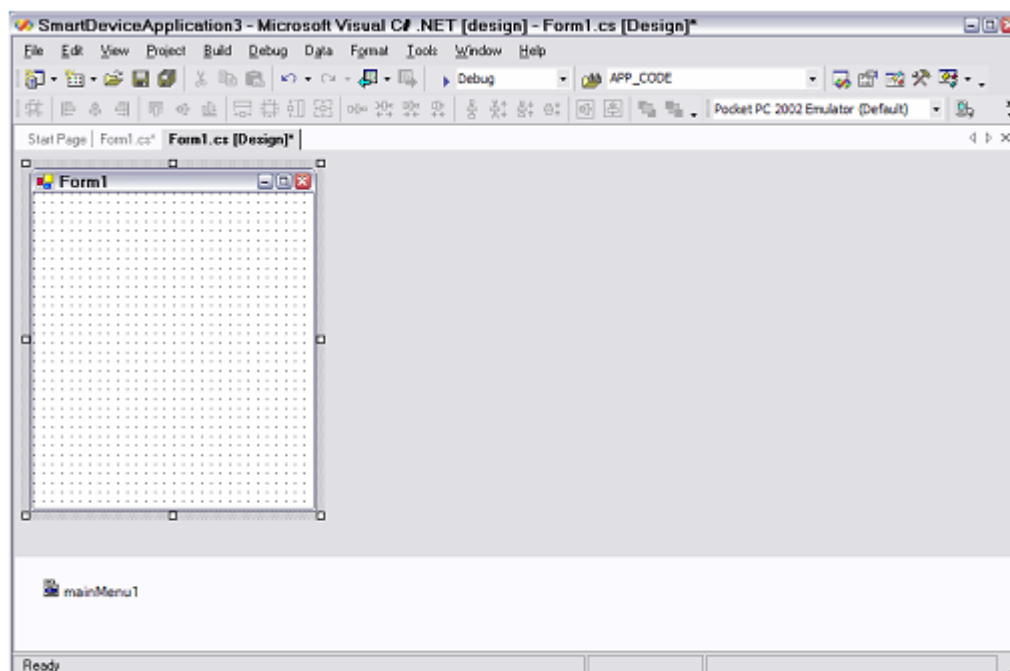 SmartDeviceApplication3 - Microsoft Visual C# .NET [design] - Form1.cs [Design]*
File Edit View Project Build Debug Data Format Tools Window Help
Debug APP_CODE
Pocket PC 2002 Emulator (Default)
Start Page Form1.cs* Form1.cs [Design]*
Form1
mainMenu1
Ready